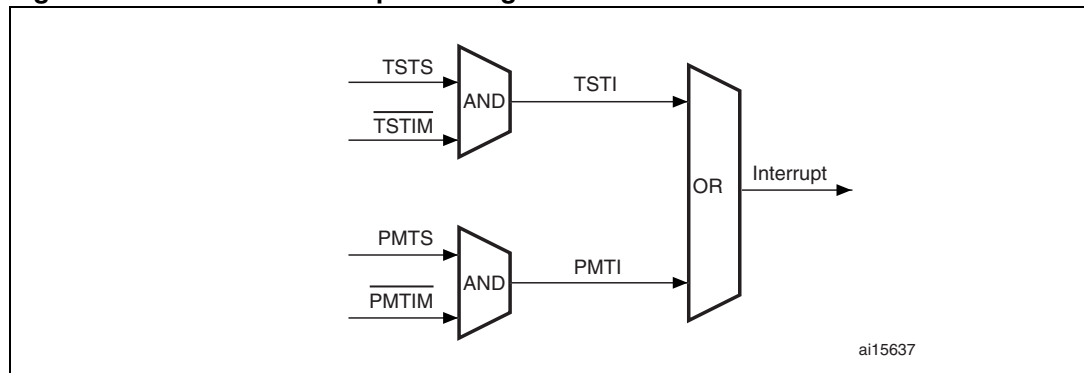 TSTS
TSTIM
AND
TSTI
PMTS
PMTIM
AND
PMTI
OR
Interrupt
ai15637